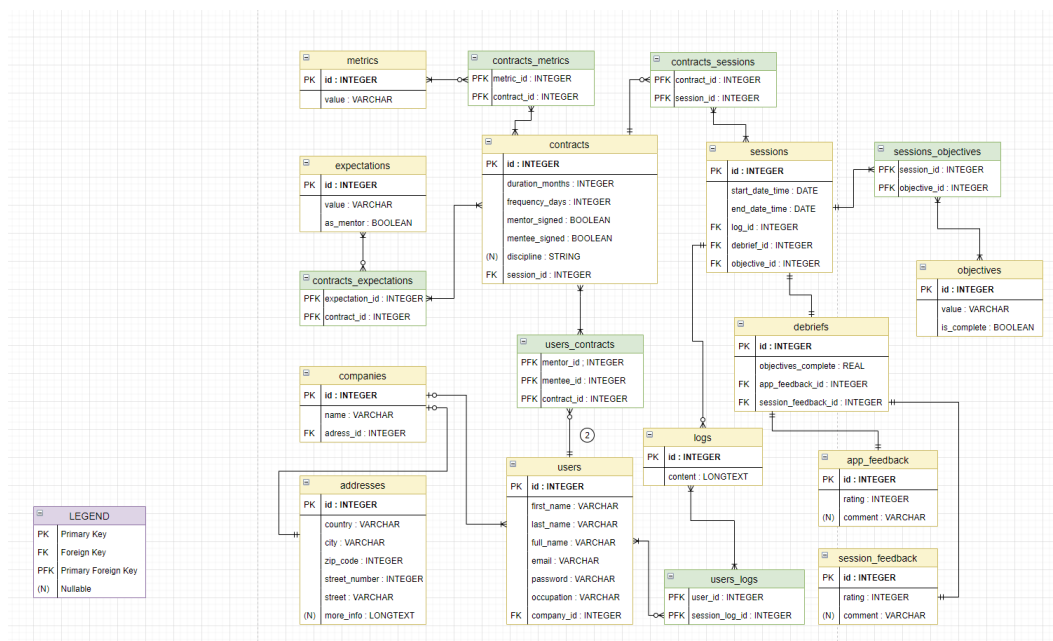 metrics
PK id : INTEGER
value : VARCHAR
contracts_metrics
PFK metric_id : INTEGER
PFK contract_id : INTEGER
contracts_sessions
PFK contract_id : INTEGER
PFK session_id : INTEGER
contracts
PK id : INTEGER
duration_months : INTEGER
frequency_days : INTEGER
mentor_signed : BOOLEAN
mentee_signed : BOOLEAN
(N) discipline : STRING
FK session_id : INTEGER
sessions
PK id : INTEGER
start_date_time : DATE
end_date_time : DATE
FK log_id : INTEGER
FK debrief_id : INTEGER
FK objective_id : INTEGER
sessions_objectives
PFK session_id : INTEGER
PFK objective_id : INTEGER
expectations
PK id : INTEGER
value : VARCHAR
as_mentor : BOOLEAN
contracts_expectations
PFK expectation_id : INTEGER
PFK contract_id : INTEGER
objectives
PK id : INTEGER
value : VARCHAR
is_complete : BOOLEAN
users_contracts
PFK mentor_id ; INTEGER
PFK mentee_id : INTEGER
PFK contract_id : INTEGER
debriefs
PK id : INTEGER
objectives_complete : REAL
FK app_feedback_id : INTEGER
FK session_feedback_id : INTEGER
companies
PK id : INTEGER
name : VARCHAR
FK adress_id : INTEGER
2
logs
PK id : INTEGER
content : LONGTEXT
users
PK id : INTEGER
first_name : VARCHAR
last_name : VARCHAR
full_name : VARCHAR
email : VARCHAR
password : VARCHAR
occupation : VARCHAR
FK company_id : INTEGER
app_feedback
PK id : INTEGER
rating : INTEGER
(N) comment : VARCHAR
addresses
PK id : INTEGER
country : VARCHAR
city : VARCHAR
zip_code : INTEGER
street_number : INTEGER
street : VARCHAR
(N) more_info : LONGTEXT
LEGEND
PK Primary Key
FK Foreign Key
PFK Primary Foreign Key
(N) Nullable
session_feedback
PK id : INTEGER
rating : INTEGER
(N) comment : VARCHAR
users_logs
PFK user_id : INTEGER
PFK session_log_id : INTEGER